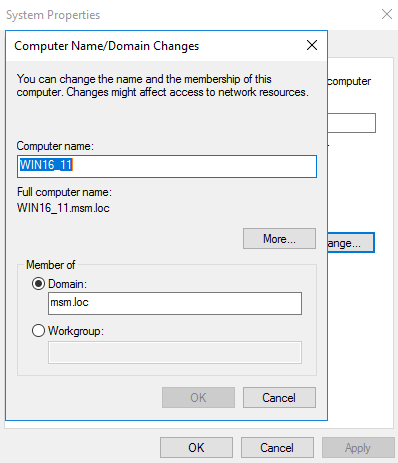 System Properties
Computer Name/Domain Changes
You can change the name and the membership of this
computer. Changes might affect access to network resources.
computer
Computer name:
WIN16_11
Full computer name:
WIN16_11.msm.loc
More...
ange...
Member of
Domain:
msm.loc
Workgroup:
OK
Cancel
OK
Cancel
Apply